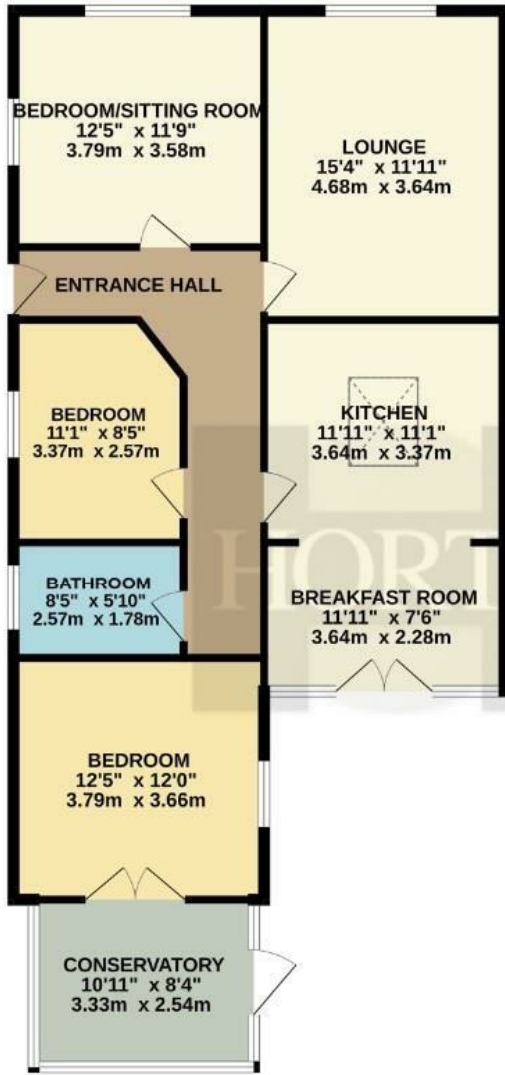 BEDROOM/SITTING ROOM
12'5" x 11'9"
3.79m x 3.58m
LOUNGE
15'4" x 11'11"
4.68m x 3.64m
ENTRANCE HALL
BEDROOM
11'1" x 8'5"
3.37m x 2.57m
KITCHEN
11'11" x 11'1"
3.64m x 3.37m
HORT
BATHROOM
8'5" x 5'10"
2.57m x 1.78m
BREAKFAST ROOM
11'11" x 7'6"
3.64m x 2.28m
BEDROOM
12'5" x 12'0"
3.79m x 3.66m
CONSERVATORY
10'11" x 8'4"
3.33m x 2.54m